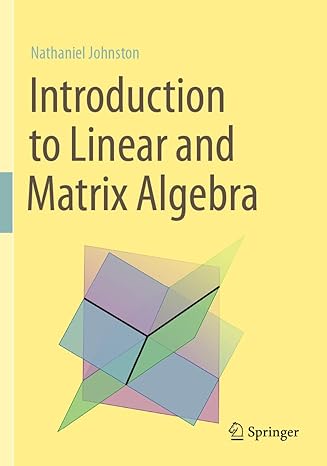 Nathaniel Johnston
Introduction
to Linear and
Matrix Algebra
Springer